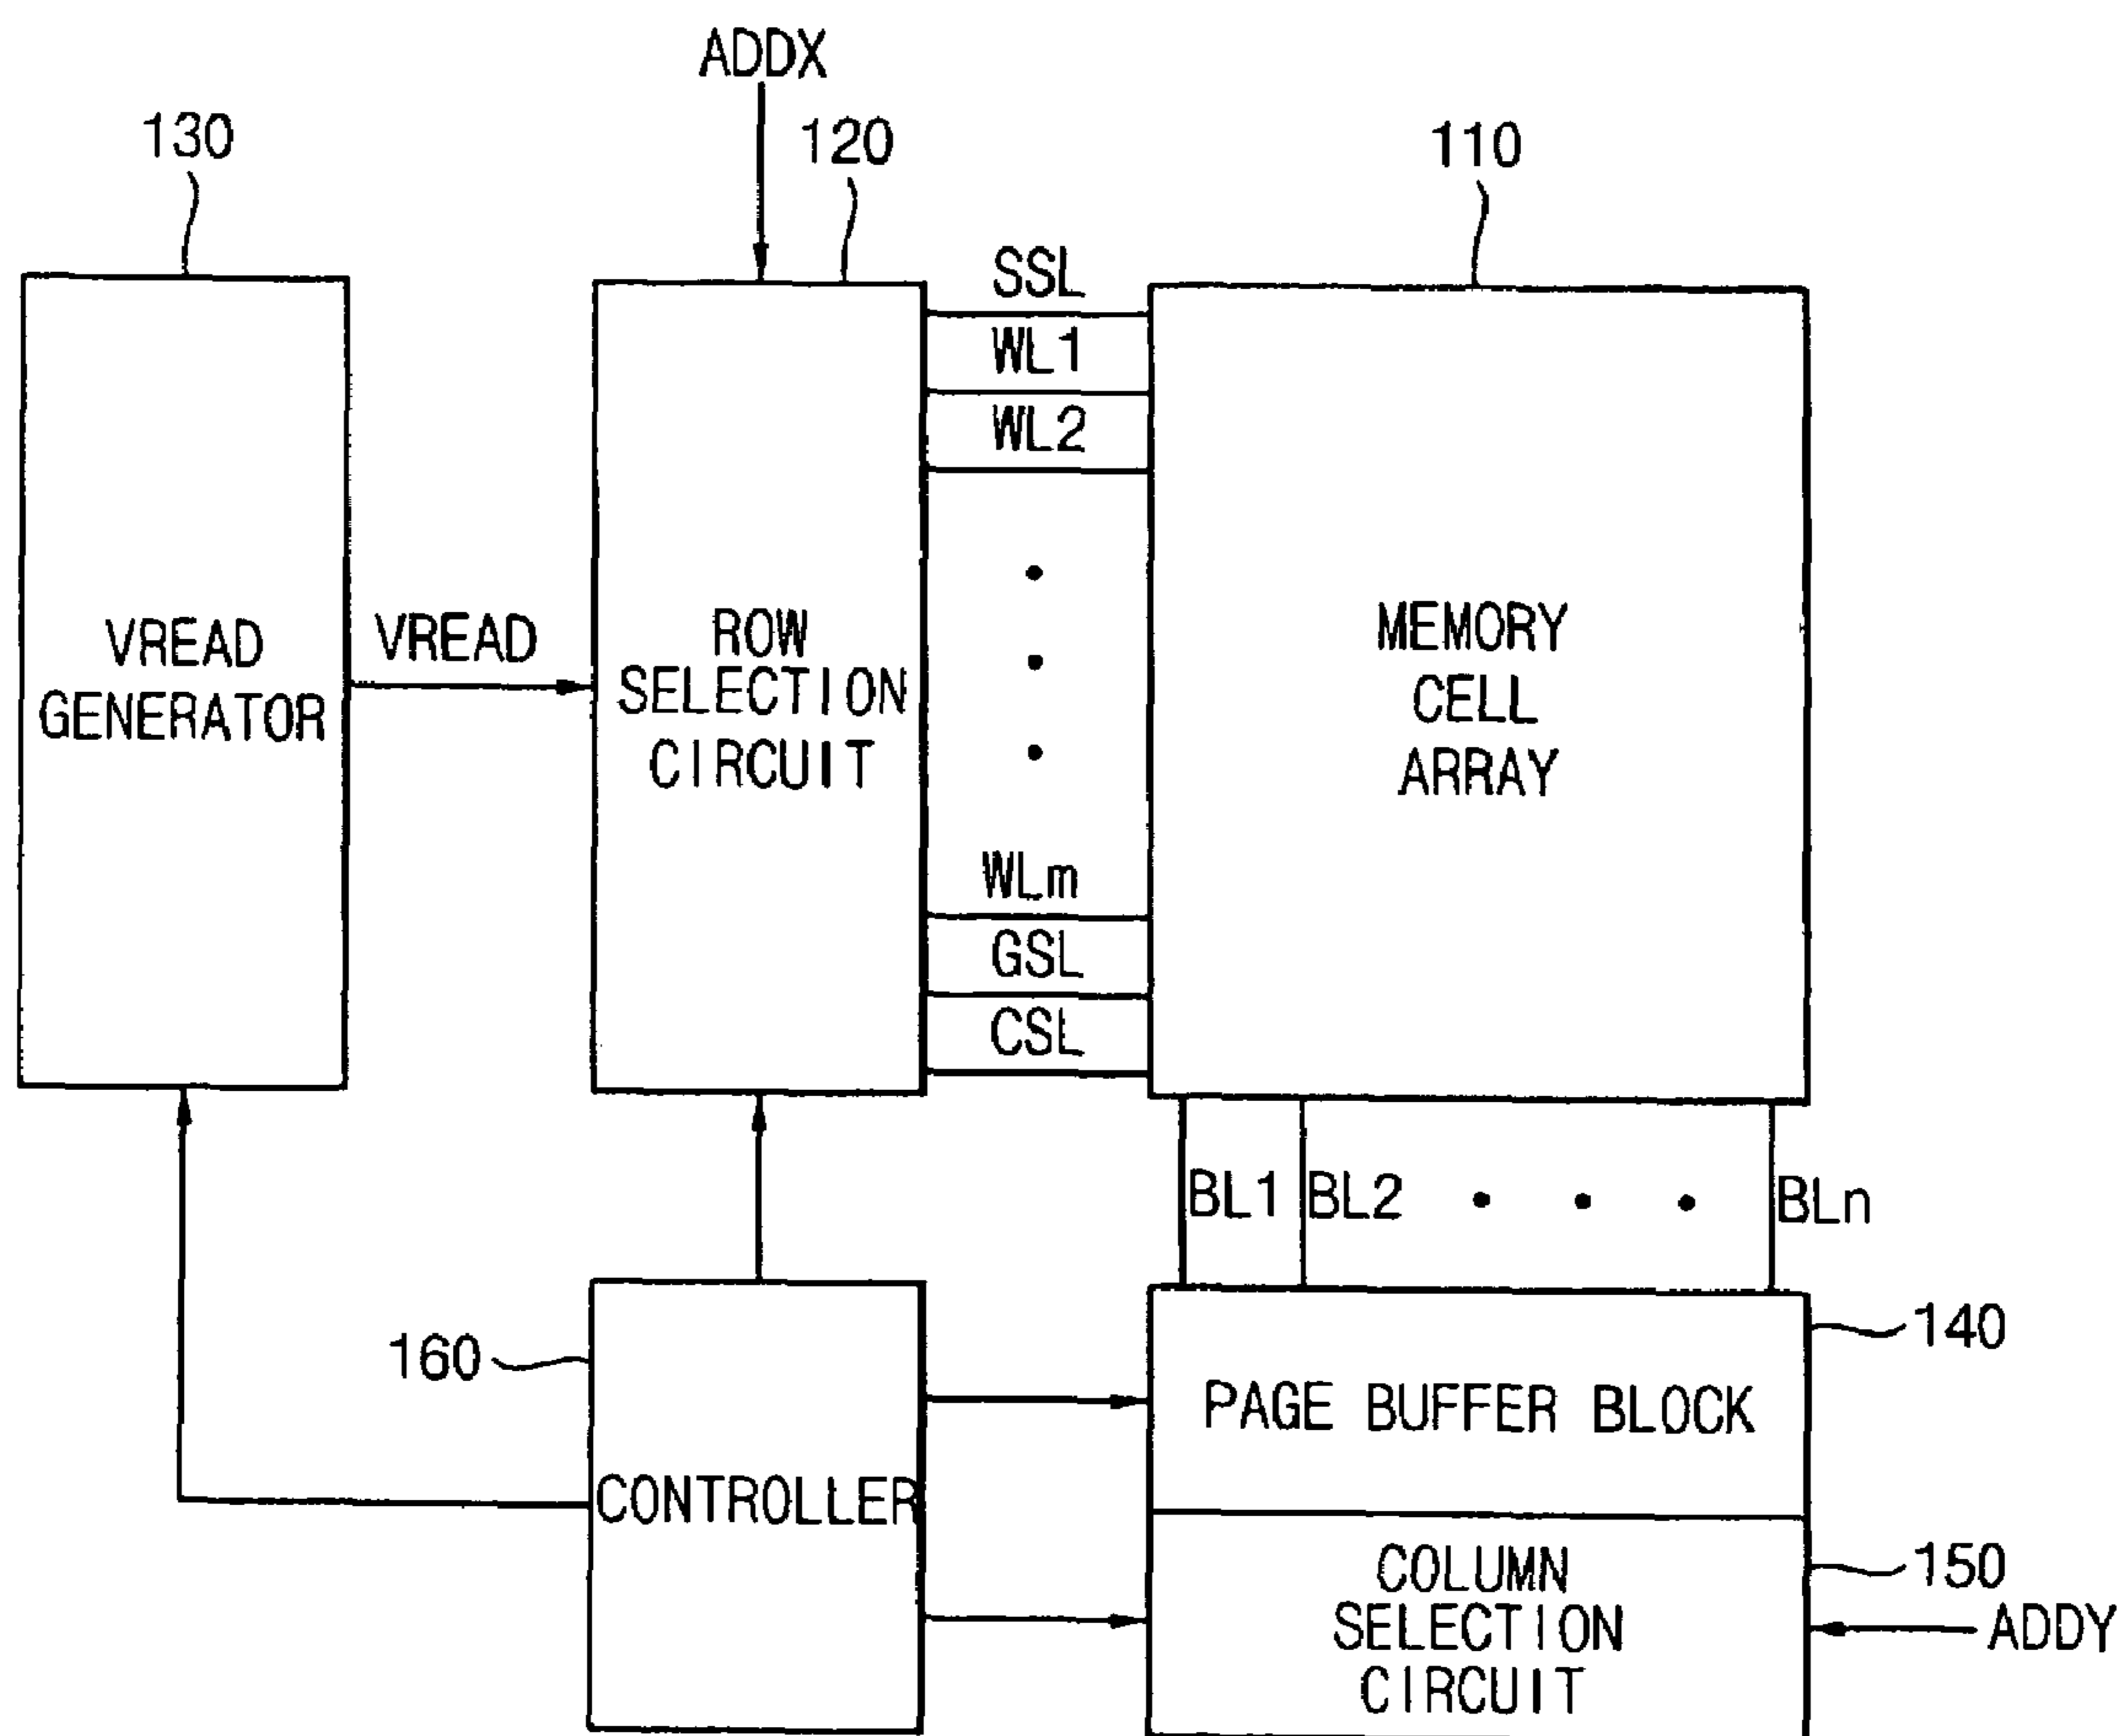 ADDX
130
120
110
SSL
WL1
WL2
WLm
GSL
CSL
VREAD
GENERATOR
VREAD
ROW
SELECTION
CIRCUIT
MEMORY
CELL
ARRAY
BL1 BL2 BLn
160
CONTROLLER
140
PAGE BUFFER BLOCK
150
COLUMN
SELECTION
CIRCUIT
ADDY